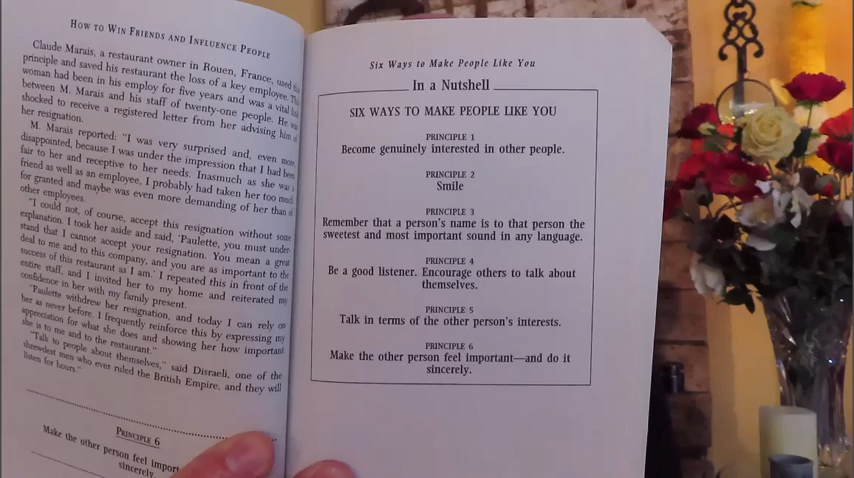 HOW TO WIN FRIENDS AND INFLUENCE PEOPLE
Claude Marais, a restaurant owner in Rouen, France, used
principle and saved his restaurant the loss of a key employee.
woman had been in his employ for five years and was a vital
between M. Marais and his staff of twenty-one people. He
shocked to receive a registered letter from her advising him of
her resignation.
M. Marais reported: "I was very surprised and, even more,
disappointed, because I was under the impression that I had been
fair to her and receptive to her needs. Inasmuch as she was a
friend as well as an employee, I probably had taken her too much
for granted and maybe was even more demanding of her than of
other employees.
"I could not, of course, accept this resignation without some
explanation. I took her aside and said, 'Paulette, you must under-
stand that I cannot accept your resignation. You mean a great
deal to me and to this company, and you are as important to the
success of this restaurant as I am.' I repeated this in front of the
entire staff, and I invited her to my home and reiterated my
confidence in her with my family present.
"Paulette withdrew her resignation, and today I can rely on
her as never before. I frequently reinforce this by expressing my
appreciation for what she does and showing her how important
she is to me and to the restaurant."
"Talk to people about themselves," said Disraeli, one of the
shrewdest men who ever ruled the British Empire, and they will
listen for hours."
PRINCIPLE 6
Make the other person feel impor
sincerely.
Six Ways to Make People Like You
In a Nutshell
SIX WAYS TO MAKE PEOPLE LIKE YOU
PRINCIPLE 1
Become genuinely interested in other people.
PRINCIPLE 2
Smile
PRINCIPLE 3
Remember that a person's name is to that person the
sweetest and most important sound in any language.
PRINCIPLE 4
Be a good listener. Encourage others to talk about
themselves.
PRINCIPLE 5
Talk in terms of the other person's interests.
PRINCIPLE 6
Make the other person feel important—and do it
sincerely.